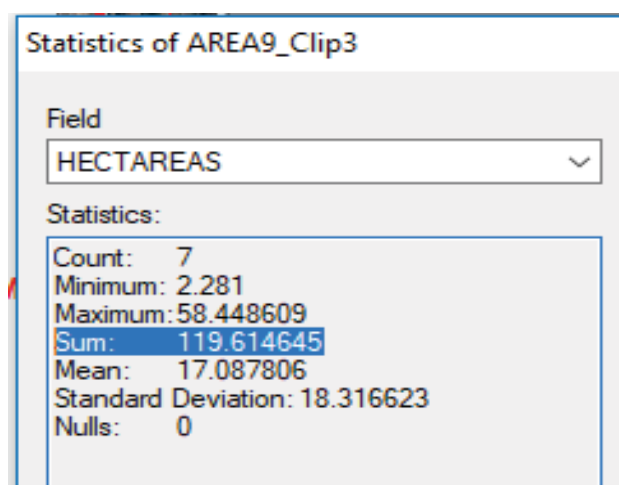 Statistics of AREA9_Clip3
Field
HECTAREAS
Statistics:
Count: 7
Minimum: 2.281
Maximum: 58.448609
Sum: 119.614645
Mean: 17.087806
Standard Deviation: 18.316623
Nulls: 0